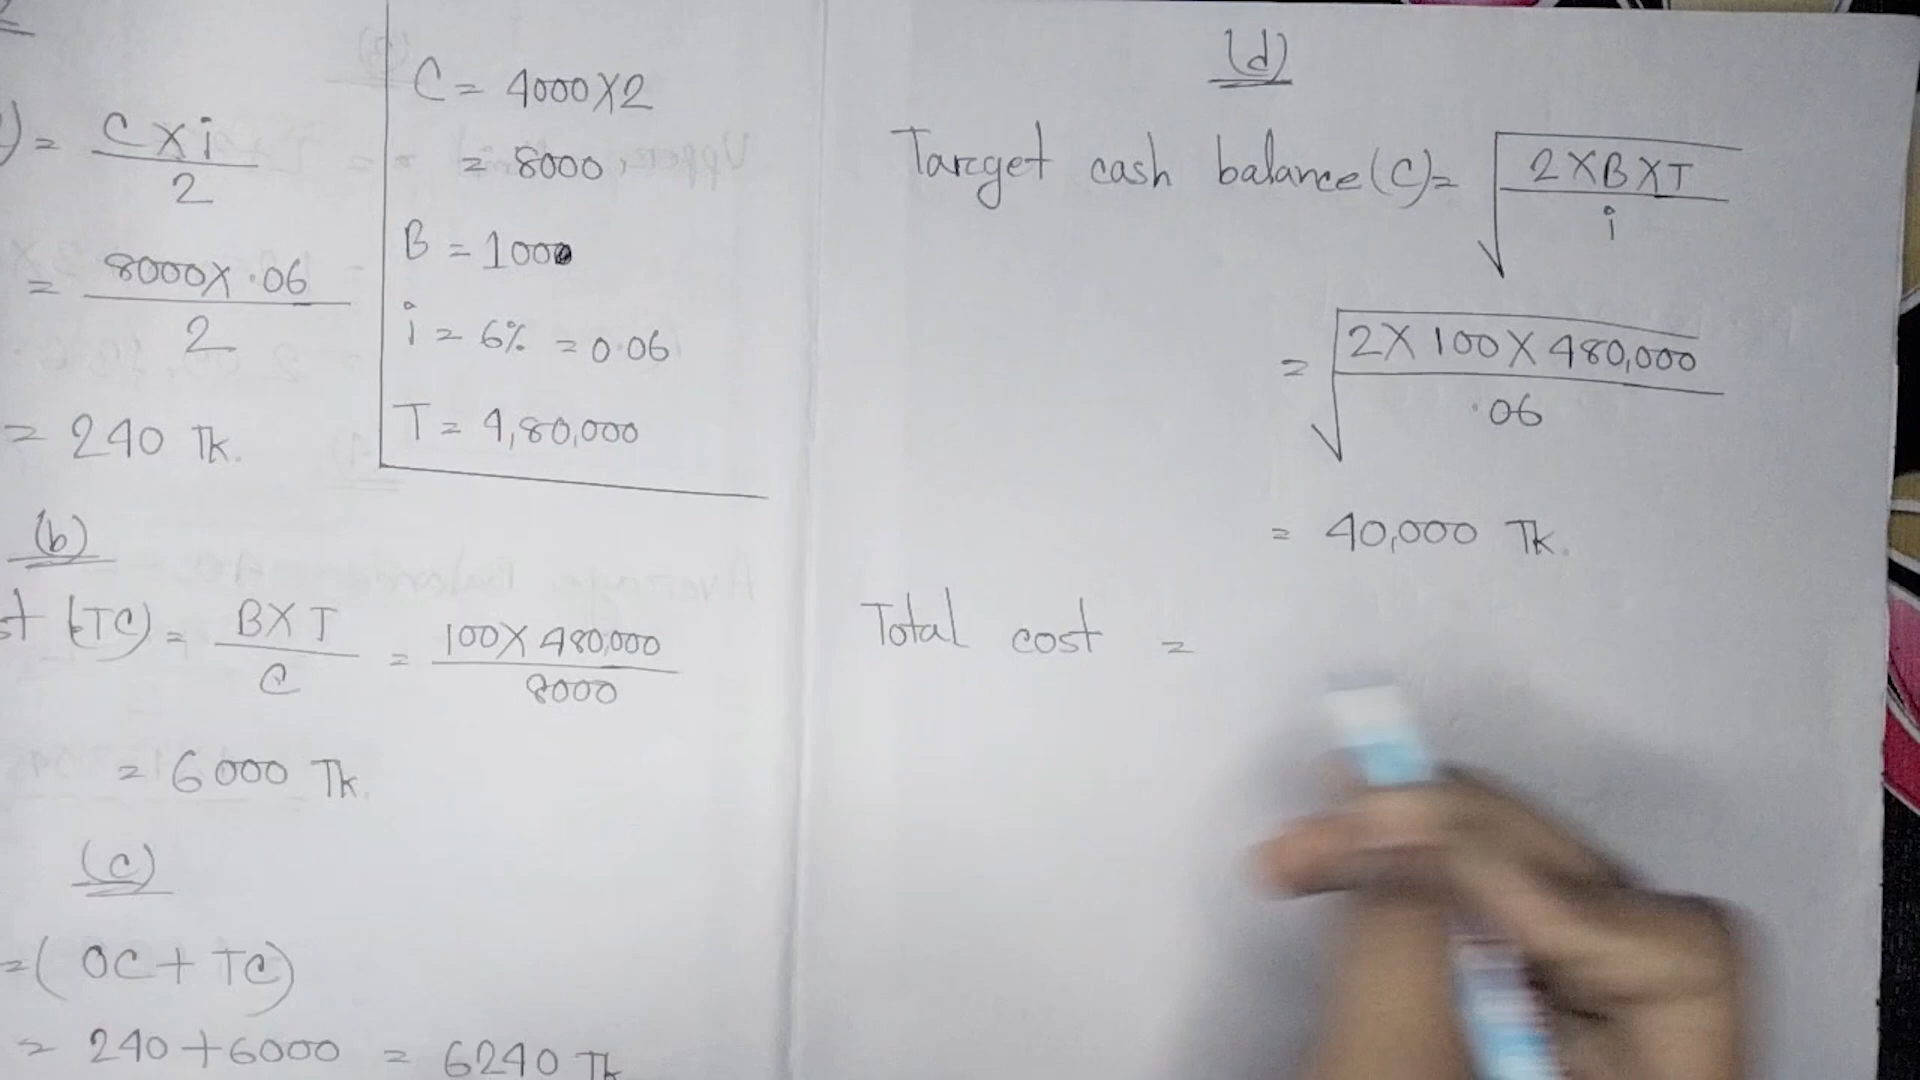 ) = C X i / 2
= 8000 X .06 / 2
= 240 Tk.
C = 4000 X 2
= 8000
B = 1000
i = 6% = 0.06
T = 4,80,000
(b)
st (TC) = B X T / C = 100 X 480,000 / 8000
= 6000 Tk.
(c)
= (OC + TC)
= 240 + 6000 = 6240 Tk
(d)
Target cash balance (C) = √ 2 X B X T / i
= √ 2 X 100 X 480,000 / .06
= 40,000 Tk.
Total cost =